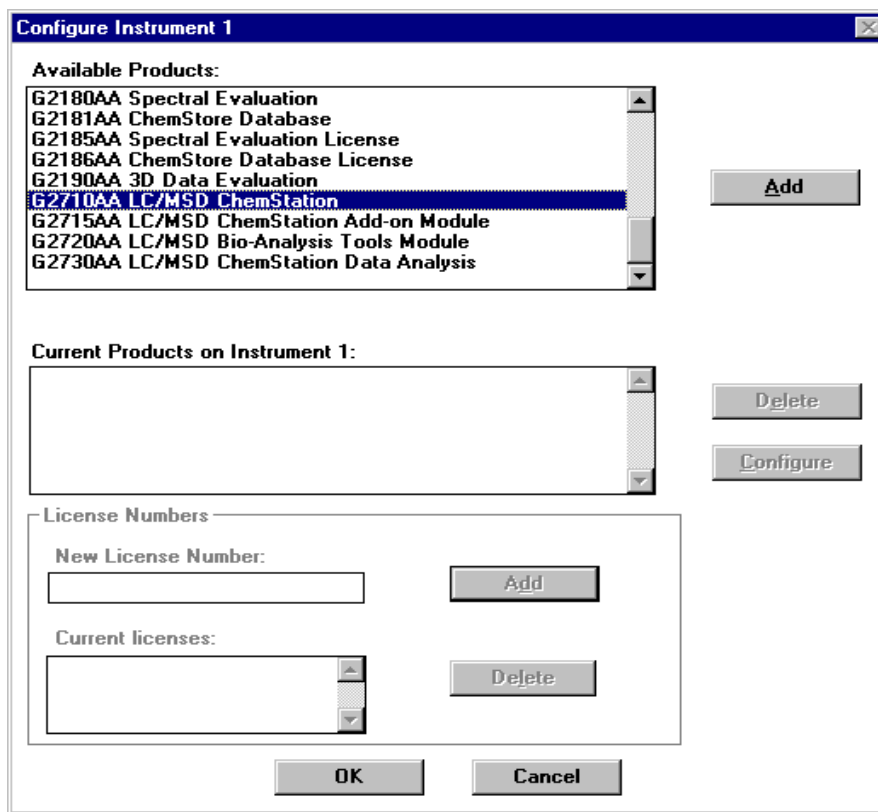 Configure Instrument 1
Available Products:
G2180AA Spectral Evaluation
G2181AA ChemStore Database
G2185AA Spectral Evaluation License
G2186AA ChemStore Database License
G2190AA 3D Data Evaluation
G2710AA LC/MSD ChemStation
G2715AA LC/MSD ChemStation Add-on Module
G2720AA LC/MSD Bio-Analysis Tools Module
G2730AA LC/MSD ChemStation Data Analysis
Add
Current Products on Instrument 1:
Delete
Configure
License Numbers
New License Number:
Add
Current licenses:
Delete
OK
Cancel